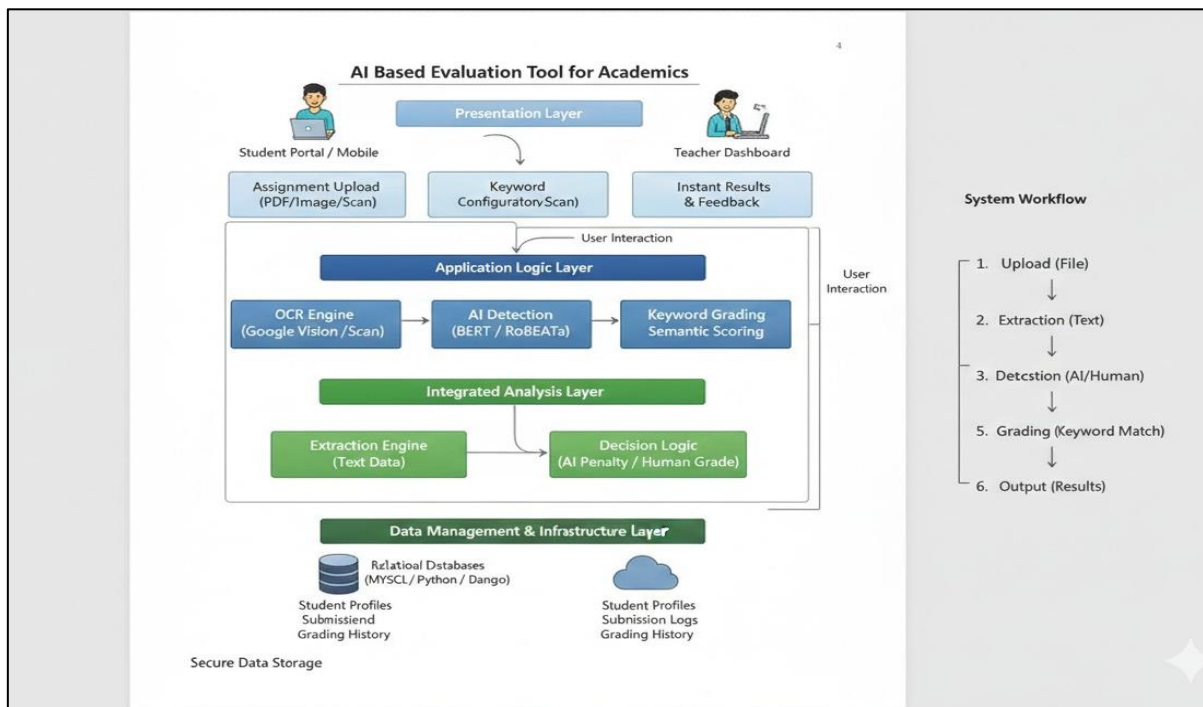 4
AI Based Evaluation Tool for Academics
Presentation Layer
Student Portal / Mobile
Teacher Dashboard
Assignment Upload
(PDF/Image/Scan)
Keyword
Configuratory Scan)
Instant Results
& Feedback
User Interaction
Application Logic Layer
User
Interaction
OCR Engine
(Google Vision /Scan)
AI Detection
(BERT / RoBEATa)
Keyword Grading
Semantic Scoring
Integrated Analysis Layer
Extraction Engine
(Text Data)
Decision Logic
(AI Penalty / Human Grade)
Data Management & Infrastructure Layer
Relatioal Dstabases
(MYSCL / Python / Dango)
Student Profiles
Submissiend
Grading History
Student Profiles
Subnission Logs
Grading History
Secure Data Storage
System Workflow
1. Upload (File)
2. Extraction (Text)
3. Detcstion (AI/Human)
5. Grading (Keyword Match)
6. Output (Results)